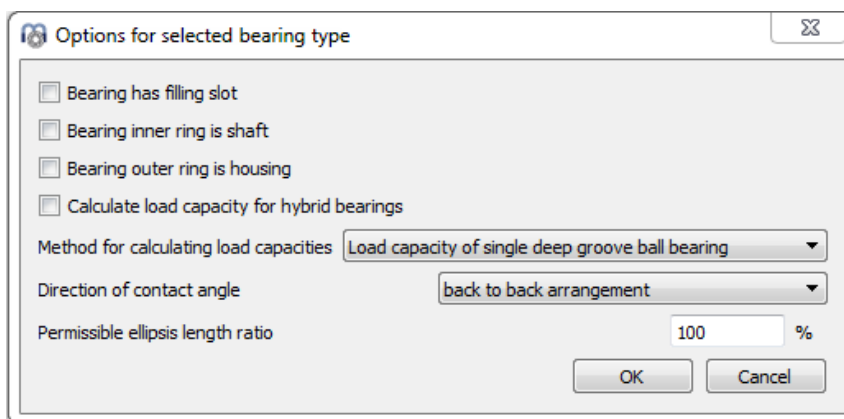 Options for selected bearing type
Bearing has filling slot
Bearing inner ring is shaft
Bearing outer ring is housing
Calculate load capacity for hybrid bearings
Method for calculating load capacities Load capacity of single deep groove ball bearing
Direction of contact angle back to back arrangement
Permissible ellipsis length ratio 100 %
OK Cancel